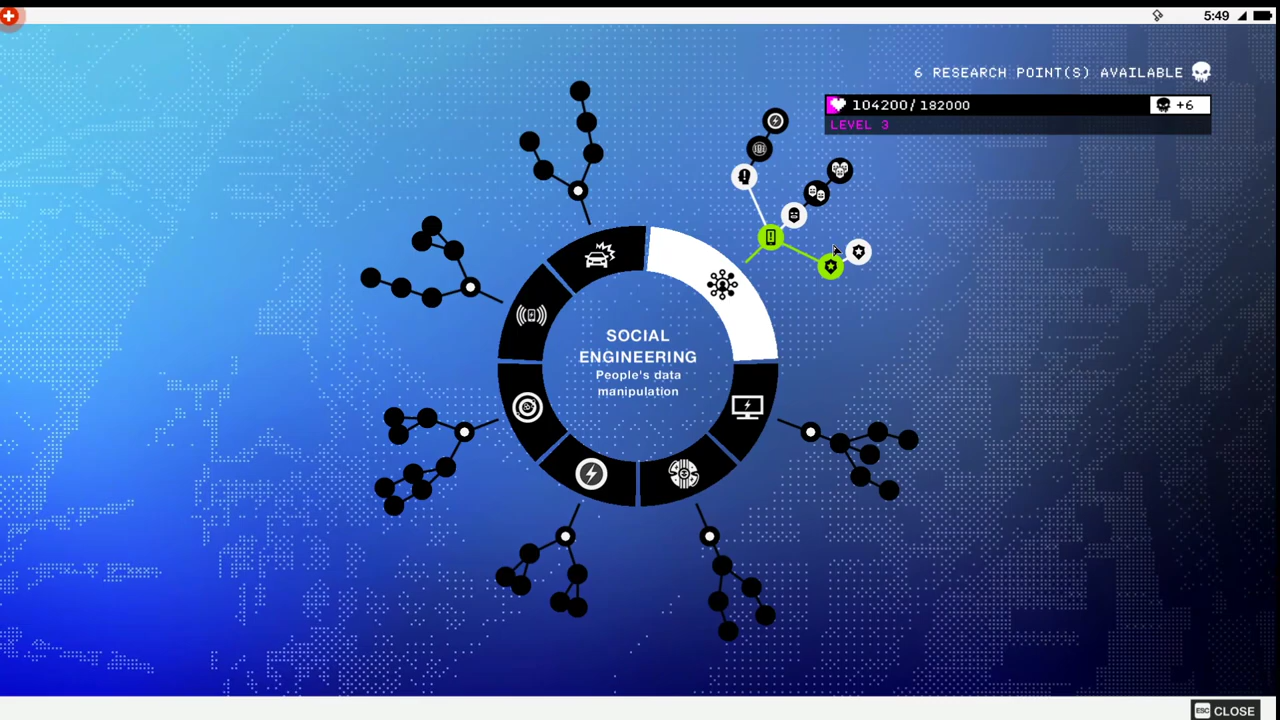 5:49
6 RESEARCH POINT(S) AVAILABLE
104200/182000
+6
LEVEL 3
SOCIAL
ENGINEERING
People's data
manipulation
ESC CLOSE